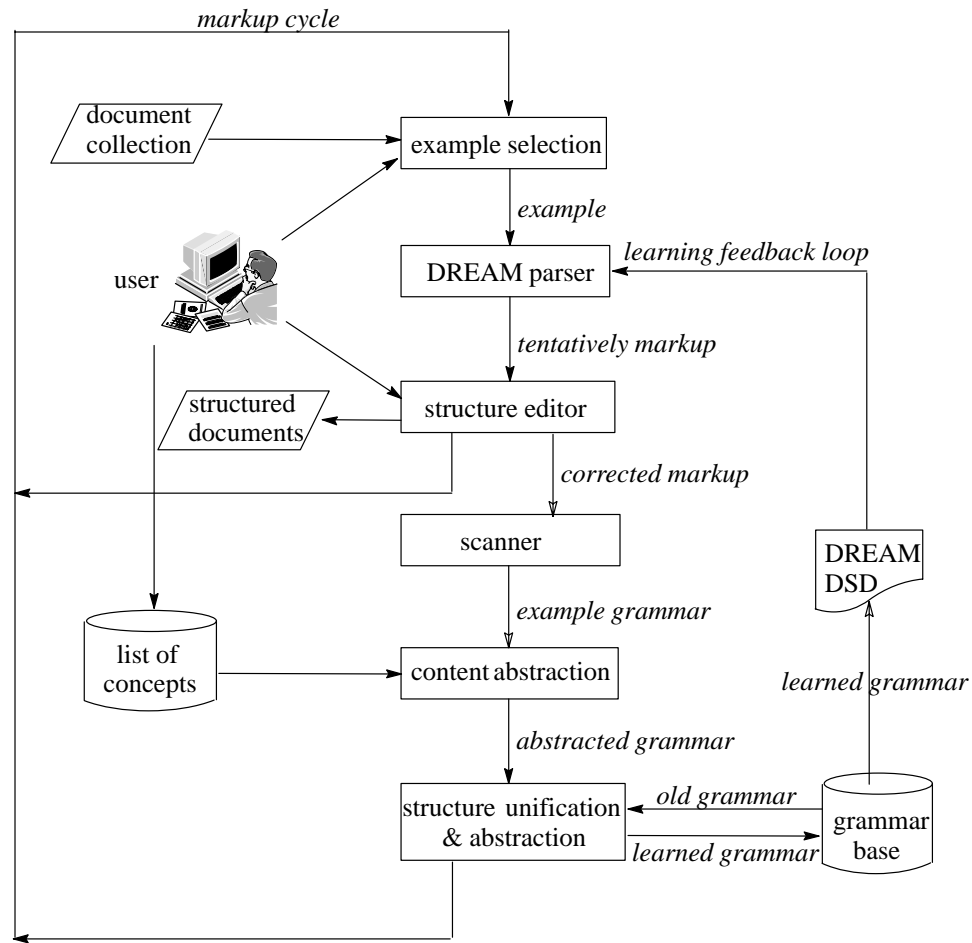 markup cycle
document
collection
example selection
example
learning feedback loop
user
DREAM parser
tentatively markup
structured
documents
structure editor
corrected markup
scanner
DREAM
DSD
example grammar
list of
concepts
content abstraction
learned grammar
abstracted grammar
structure unification
& abstraction
old grammar
learned grammar
grammar
base